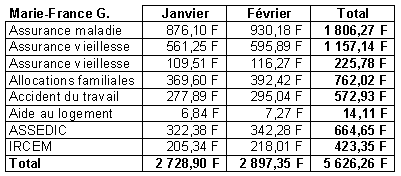 Marie-France G. Janvier Février Total
Assurance maladie 876,10 F 930,18 F 1 806,27 F
Assurance vieillesse 561,25 F 595,89 F 1 157,14 F
Assurance vieillesse 109,51 F 116,27 F 225,78 F
Allocations familiales 369,60 F 392,42 F 762,02 F
Accident du travail 277,89 F 295,04 F 572,93 F
Aide au logement 6,84 F 7,27 F 14,11 F
ASSEDIC 322,38 F 342,28 F 664,65 F
IRCEM 205,34 F 218,01 F 423,35 F
Total 2 728,90 F 2 897,35 F 5 626,26 F